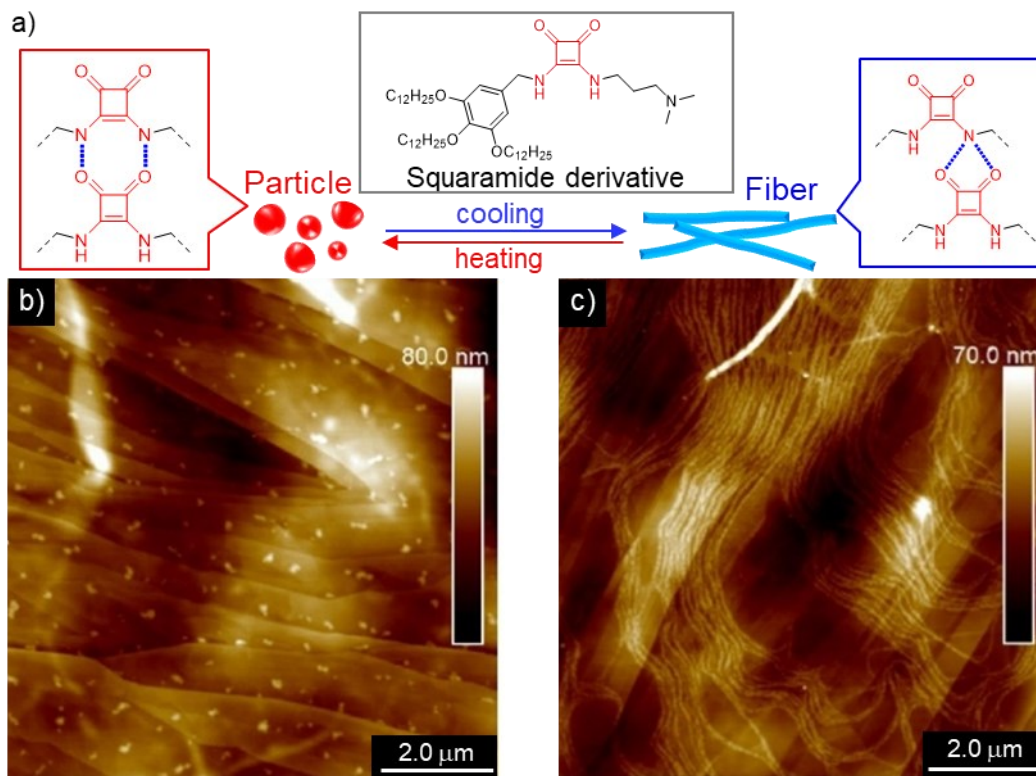 a)
O O
N N
O O
N H
N H
C12H25O
C12H25O
OC12H25
O O
N H
N H
N
Squaramide derivative
O O
N H
N
O O
N H
N H
Particle
cooling
heating
Fiber
b)
80.0 nm
2.0 μm
c)
70.0 nm
2.0 μm